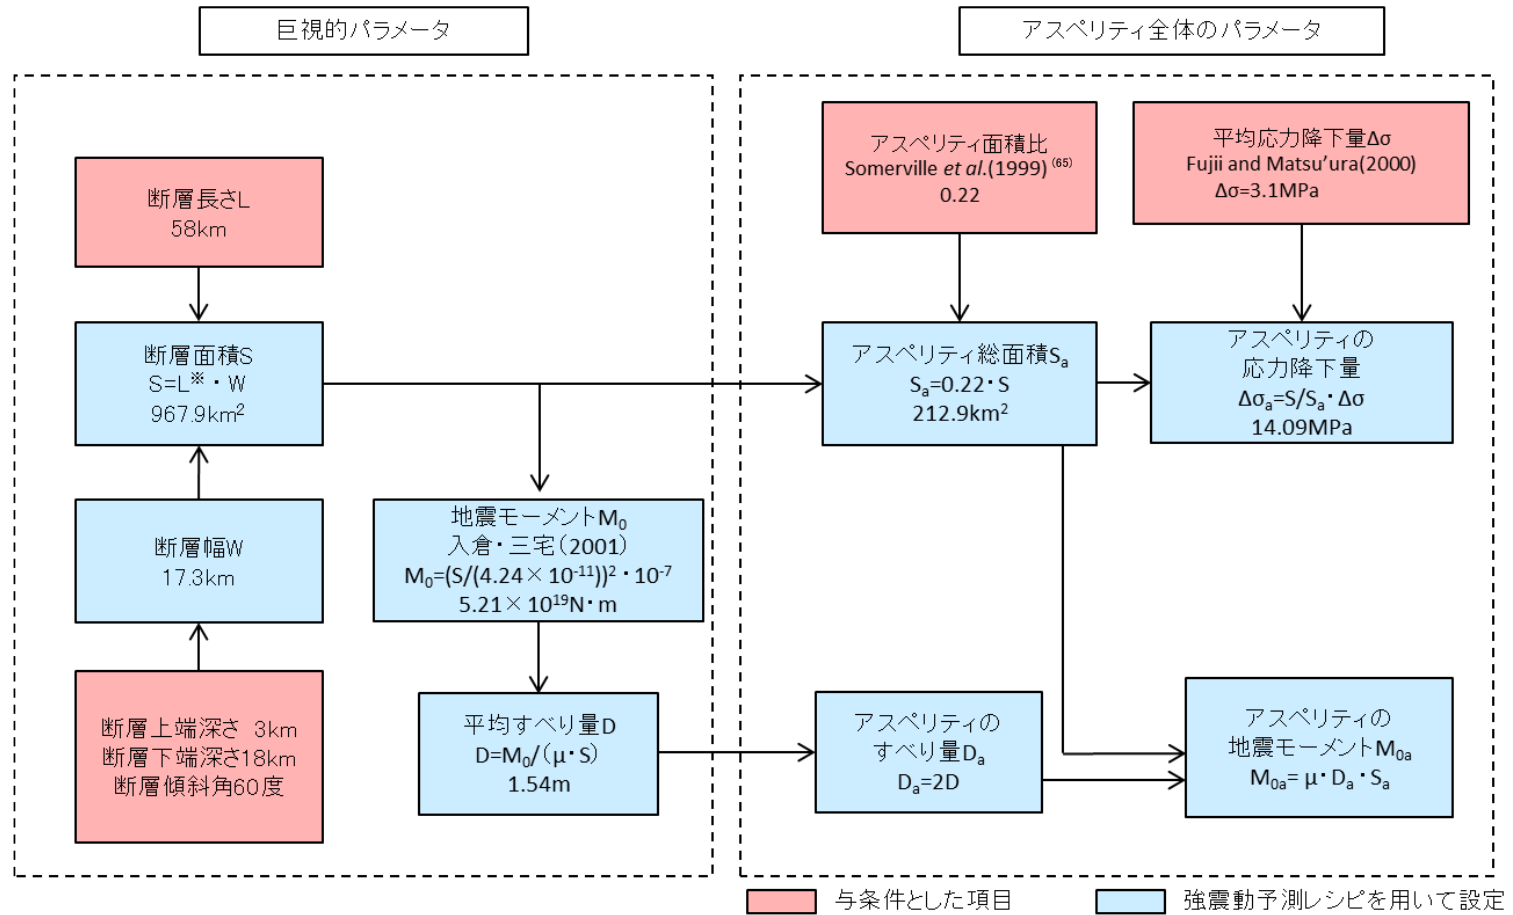 巨視的パラメータ
断層長さL
58km
断層面積S
S=L※・W
967.9km²
断層幅W
17.3km
断層上端深さ 3km
断層下端深さ18km
断層傾斜角60度
地震モーメントM₀
入倉・三宅(2001)
M₀=(S/(4.24×10⁻¹¹))²・10⁻⁷
5.21×10¹⁹N・m
平均すべり量D
D=M₀/(μ・S)
1.54m
アスペリティ全体のパラメータ
アスペリティ面積比
Somerville et al.(1999)⁽⁶⁵⁾
0.22
平均応力降下量Δσ
Fujii and Matsu’ura(2000)
Δσ=3.1MPa
アスペリティ総面積Sₐ
Sₐ=0.22・S
212.9km²
アスペリティの
応力降下量
Δσₐ=S/Sₐ・Δσ
14.09MPa
アスペリティの
すべり量Dₐ
Dₐ=2D
アスペリティの
地震モーメントM₀ₐ
M₀ₐ= μ・Dₐ・Sₐ
与条件とした項目
強震動予測レシピを用いて設定